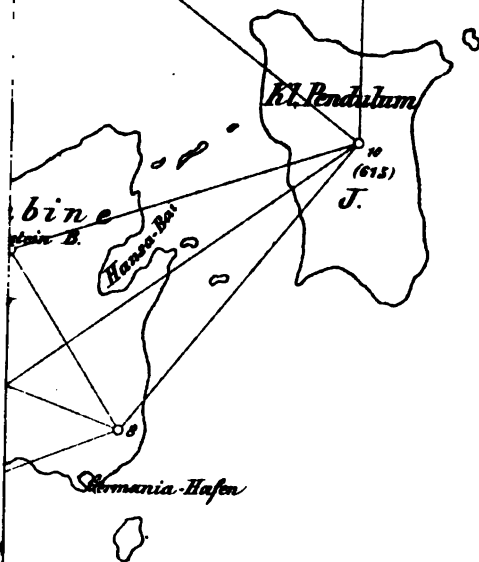 Kl. Pendulum
10
(615)
J.
bine
B.
Hansa-Bai
8
Germania-Hafen